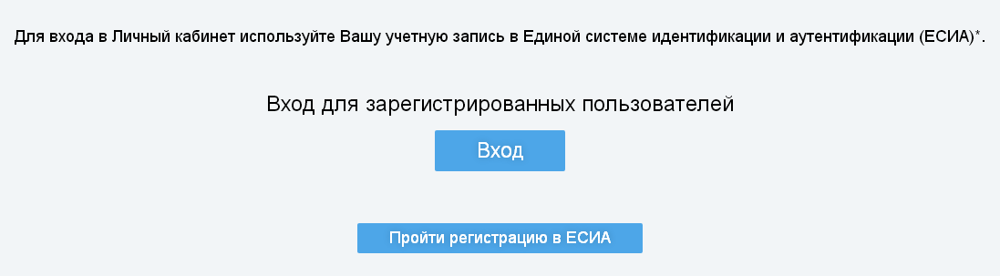 Для входа в Личный кабинет используйте Вашу учетную запись в Единой системе идентификации и аутентификации (ЕСИА)*.
Вход для зарегистрированных пользователей
Вход
Пройти регистрацию в ЕСИА